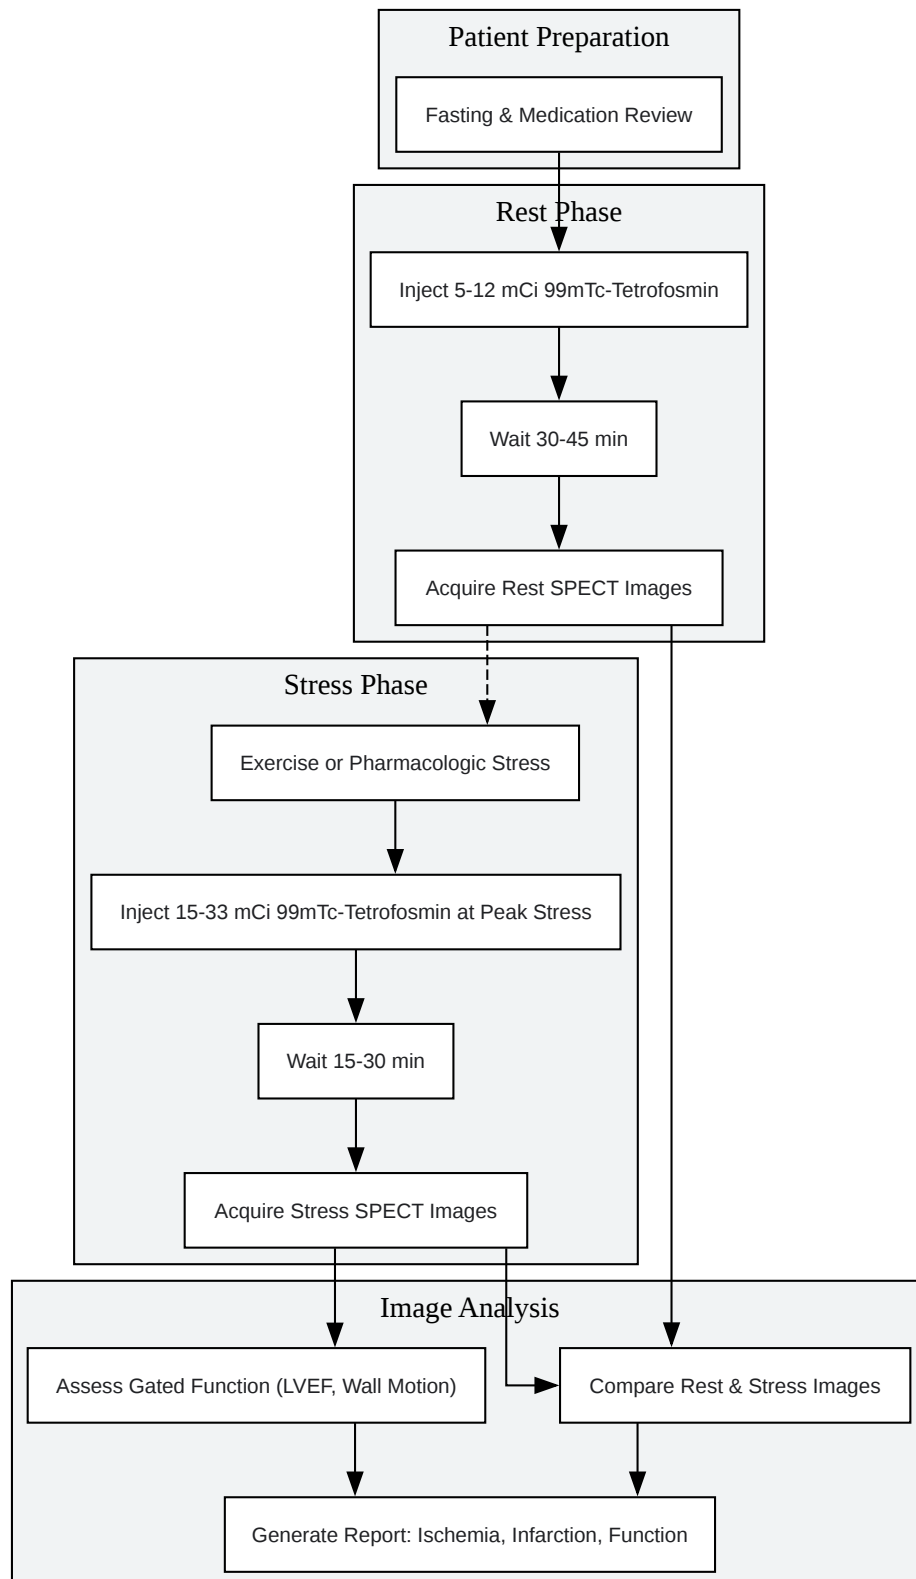 Patient Preparation
Fasting & Medication Review
Rest Phase
Inject 5-12 mCi 99mTc-Tetrofosmin
Wait 30-45 min
Acquire Rest SPECT Images
Stress Phase
Exercise or Pharmacologic Stress
Inject 15-33 mCi 99mTc-Tetrofosmin at Peak Stress
Wait 15-30 min
Acquire Stress SPECT Images
Image Analysis
Assess Gated Function (LVEF, Wall Motion)
Compare Rest & Stress Images
Generate Report: Ischemia, Infarction, Function